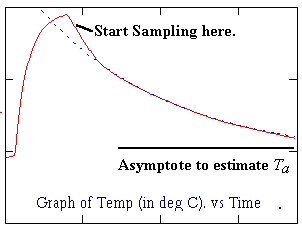 Start Sampling here.
Asymptote to estimate Ta
Graph of Temp (in deg C). vs Time .